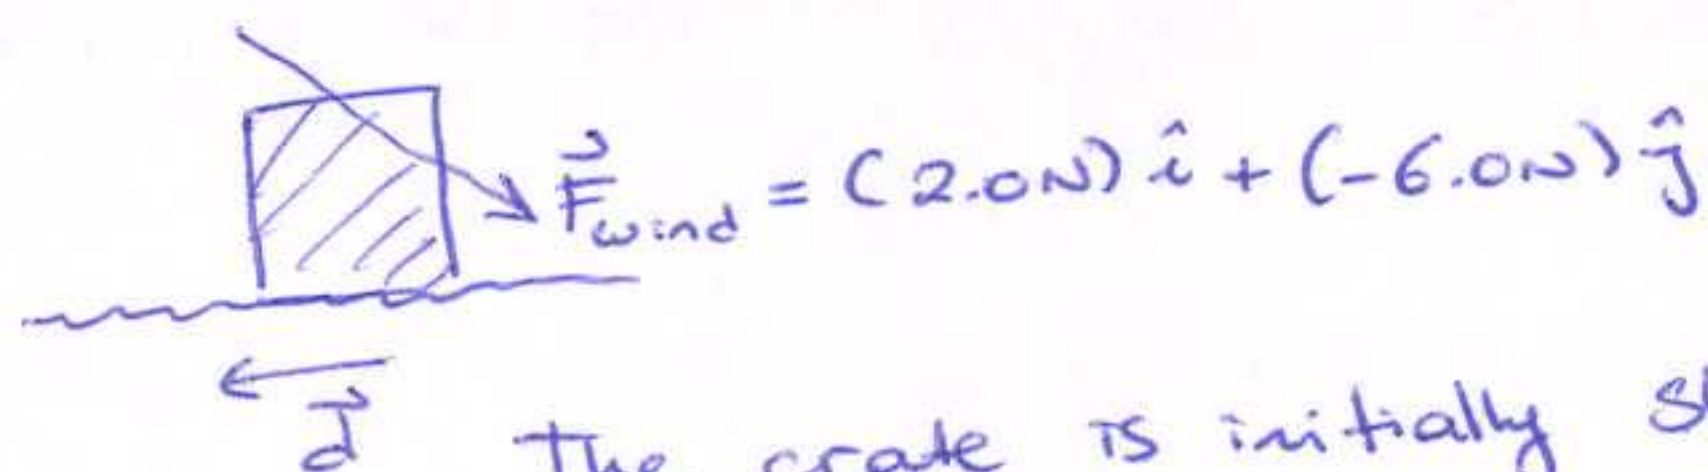 F⃗wind = (2.0N) î + (-6.0N) ĵ
d⃗
The crate is initially